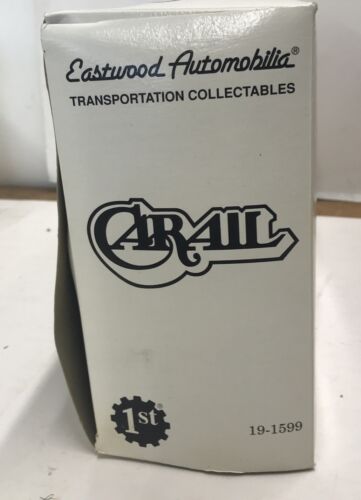 Eastwood Automobilia®
TRANSPORTATION COLLECTABLES
CARAIL
1st®
19-1599